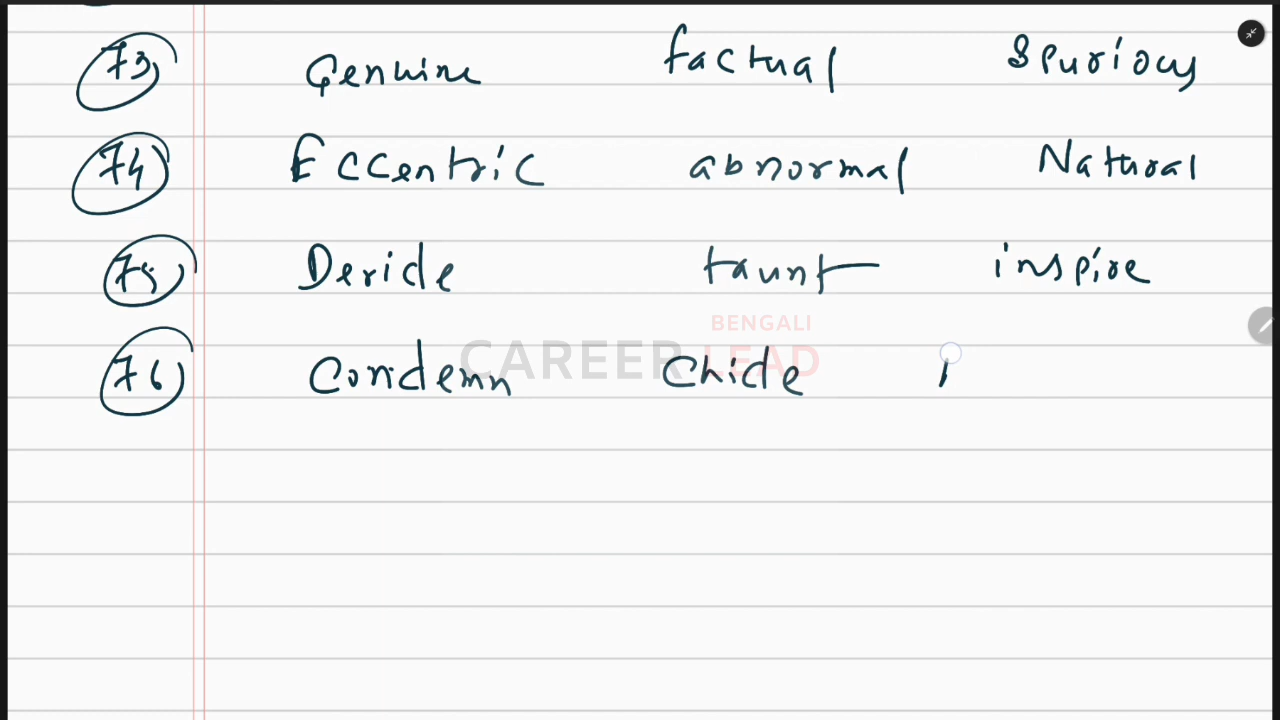 73 Genuine factual Spurious
74 Eccentric abnormal Natural
75 Deride taunt inspire
BENGALI
CAREER LEAD
76 Condemn Chide